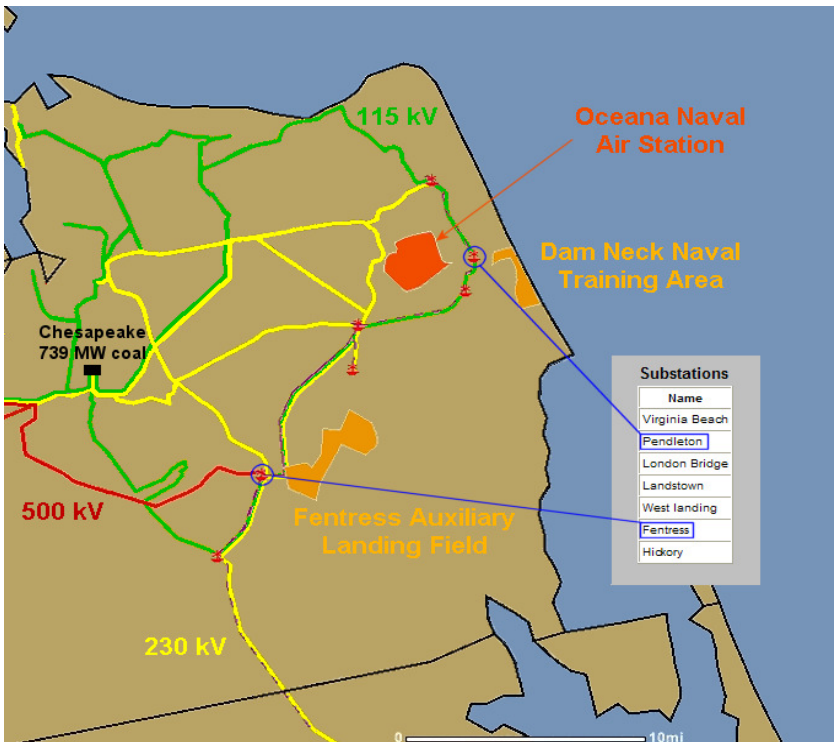 115 kV
Oceana Naval
Air Station
Dam Neck Naval
Training Area
Chesapeake
739 MW coal
Substations
Name
Virginia Beach
Pendleton
London Bridge
Landstown
West landing
Fentress
Hickory
500 kV
Fentress Auxiliary
Landing Field
230 kV
0 10mi